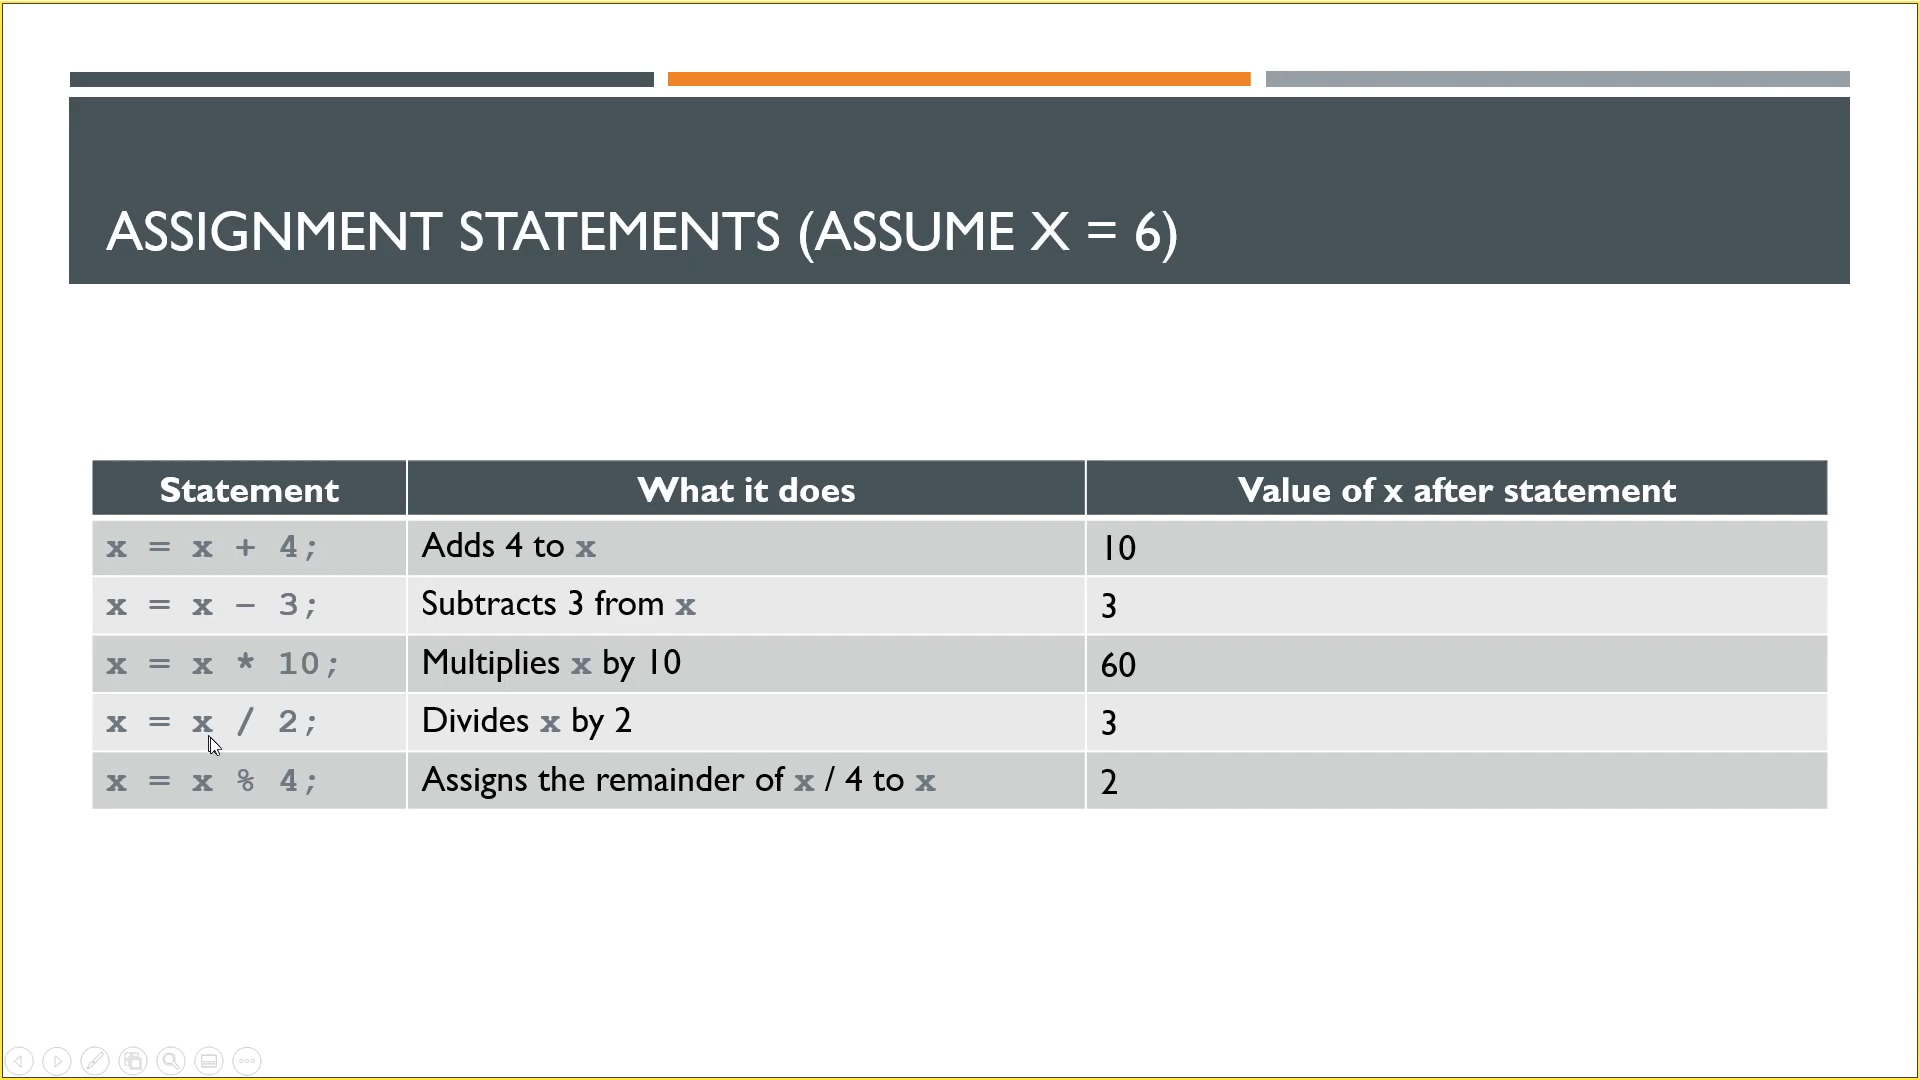 ASSIGNMENT STATEMENTS (ASSUME X = 6)
Statement What it does Value of x after statement
x = x + 4; Adds 4 to x 10
x = x – 3; Subtracts 3 from x 3
x = x * 10; Multiplies x by 10 60
x = x / 2; Divides x by 2 3
x = x % 4; Assigns the remainder of x / 4 to x 2